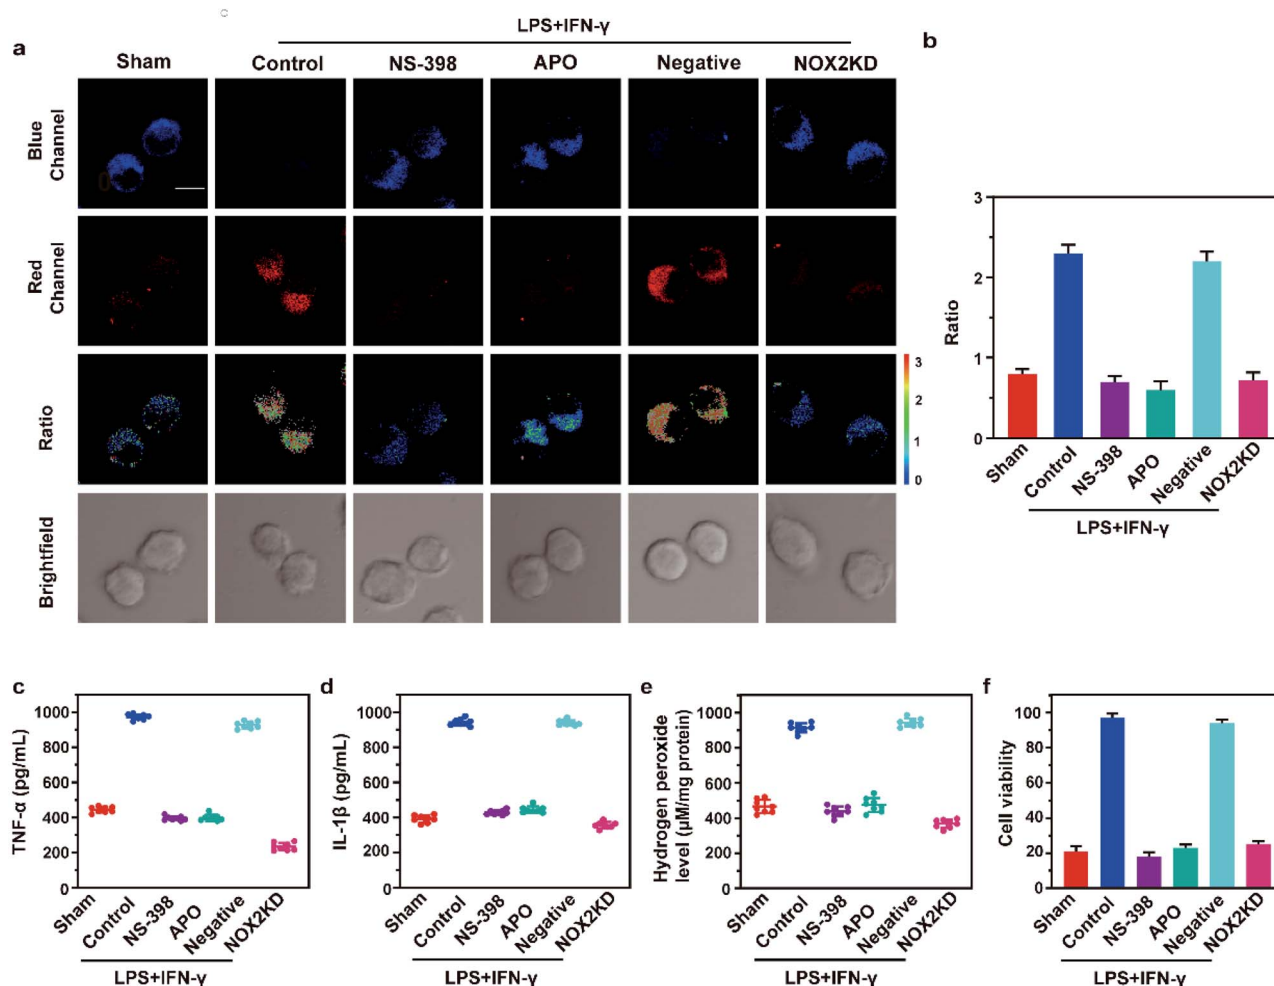 LPS+IFN-γ
a
b
Sham Control NS-398 APO Negative NOX2KD
Blue
Channel
Red
Channel
Ratio
Brightfield
3
2
1
0
3
2
1
0
Ratio
Sham
Control
NS-398
APO
Negative
NOX2KD
LPS+IFN-γ
c
1000
800
600
400
200
0
TNF-α (pg/mL)
Sham
Control
NS-398
APO
Negative
NOX2KD
LPS+IFN-γ
d
1000
800
600
400
200
0
IL-1β (pg/mL)
Sham
Control
NS-398
APO
Negative
NOX2KD
LPS+IFN-γ
e
1000
800
600
400
200
0
Hydrogen peroxide
level (μM/mg protein)
Sham
Control
NS-398
APO
Negative
NOX2KD
LPS+IFN-γ
f
100
80
60
40
20
0
Cell viability
Sham
Control
NS-398
APO
Negative
NOX2KD
LPS+IFN-γ